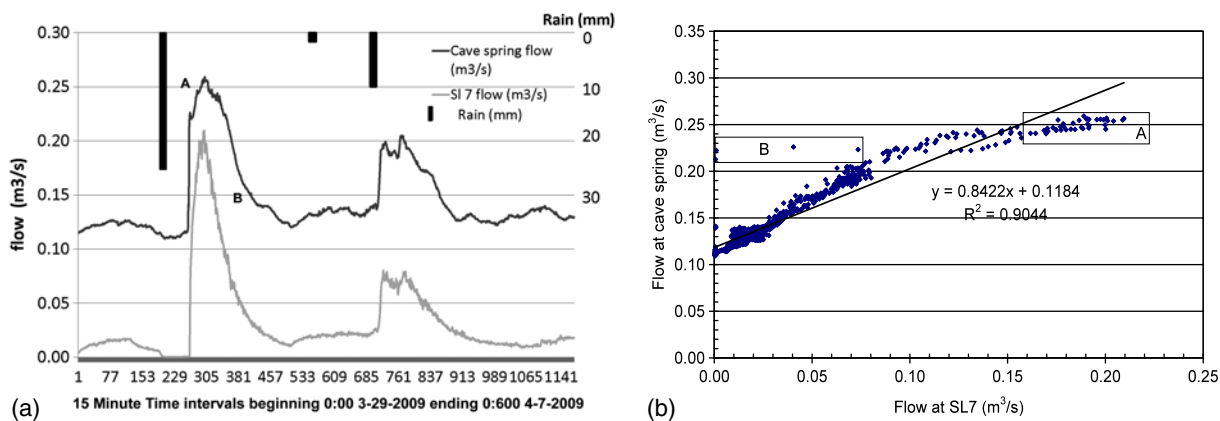 Rain (mm)
0.30
0.25
0.20
0.15
0.10
0.05
0.00
flow (m3/s)
0
10
20
30
A
B
Cave spring flow
(m3/s)
Sl 7 flow (m3/s)
Rain (mm)
1 77 153 229 305 381 457 533 609 685 761 837 913 989 1065 1141
15 Minute Time intervals beginning 0:00 3-29-2009 ending 0:600 4-7-2009
(a)
0.35
0.30
0.25
0.20
0.15
0.10
0.05
0.00
Flow at cave spring (m³/s)
B
A
y = 0.8422x + 0.1184
R² = 0.9044
0.00 0.05 0.10 0.15 0.20 0.25
Flow at SL7 (m³/s)
(b)